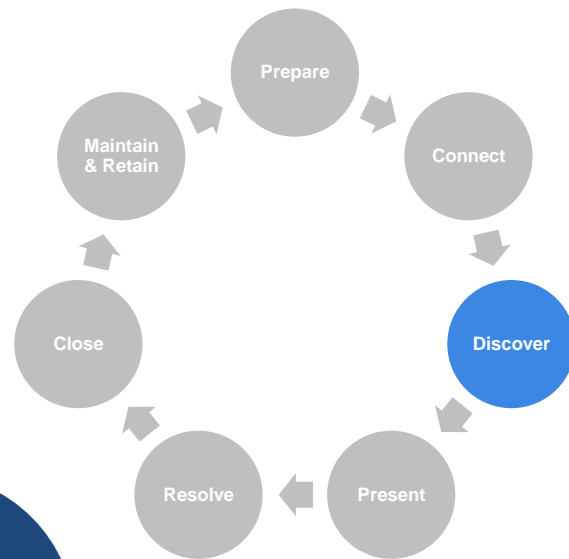 Prepare
Connect
Discover
Present
Resolve
Close
Maintain
& Retain